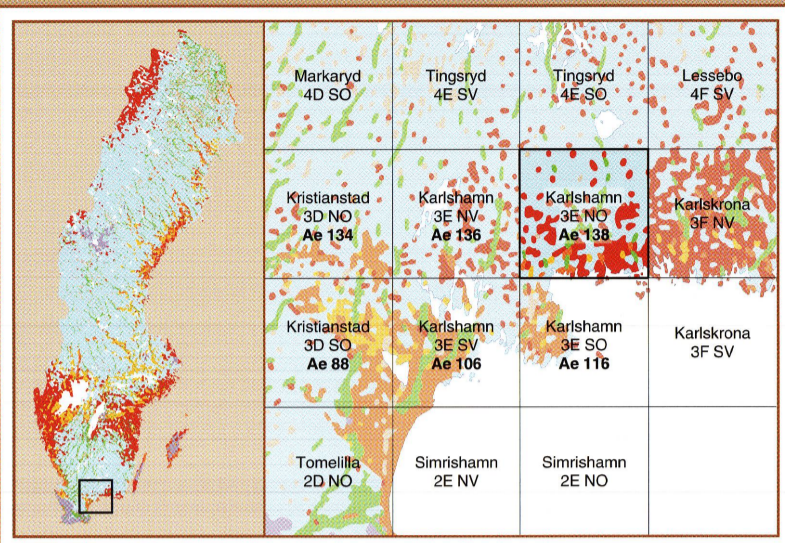 Markaryd
4D SO
Tingsryd
4E SV
Tingsryd
4E SO
Lessebo
4F SV
Kristianstad
3D NO
Ae 134
Karlshamn
3E NV
Ae 136
Karlshamn
3E NO
Ae 138
Karlskrona
3F NV
Kristianstad
3D SO
Ae 88
Karlshamn
3E SV
Ae 106
Karlshamn
3E SO
Ae 116
Karlskrona
3F SV
Tomelilla
2D NO
Simrishamn
2E NV
Simrishamn
2E NO